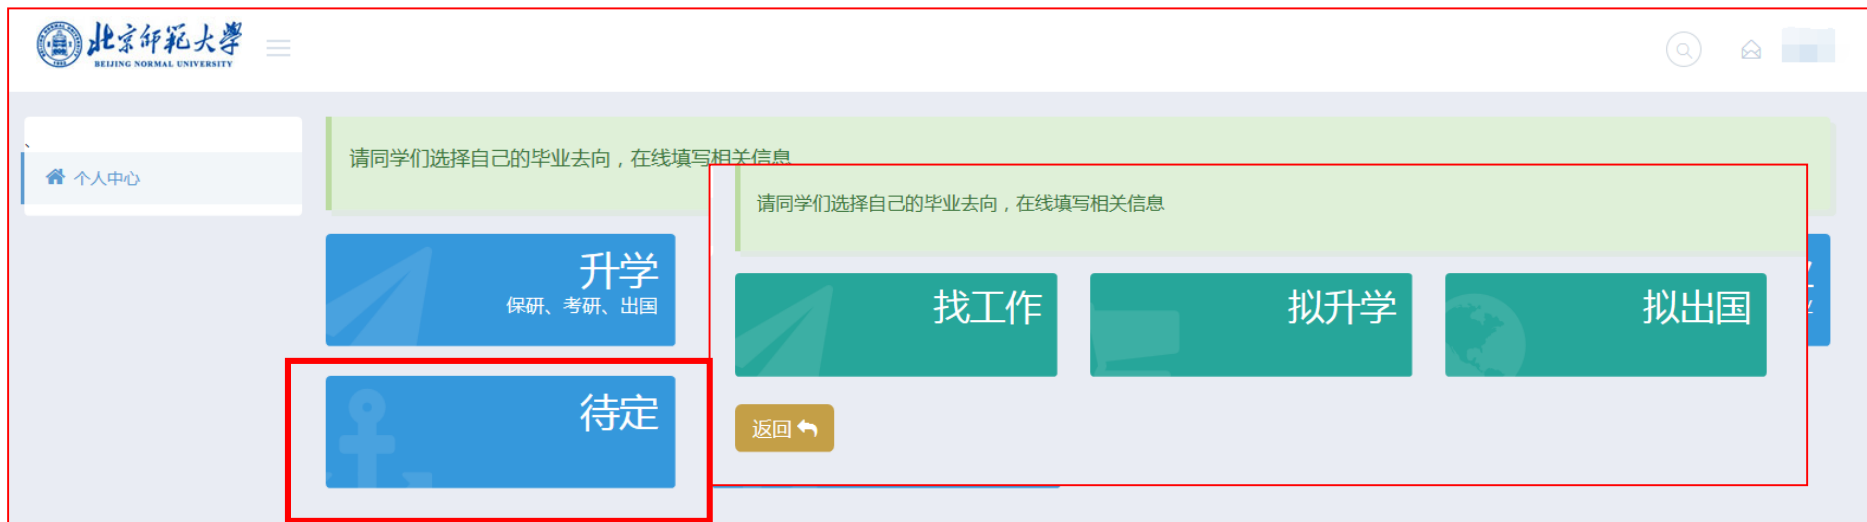 北京师范大学
BEIJING NORMAL UNIVERSITY
、
个人中心
请同学们选择自己的毕业去向，在线填写相关信息
升学
保研、考研、出国
待定
请同学们选择自己的毕业去向，在线填写相关信息
找工作
拟升学
拟出国
返回